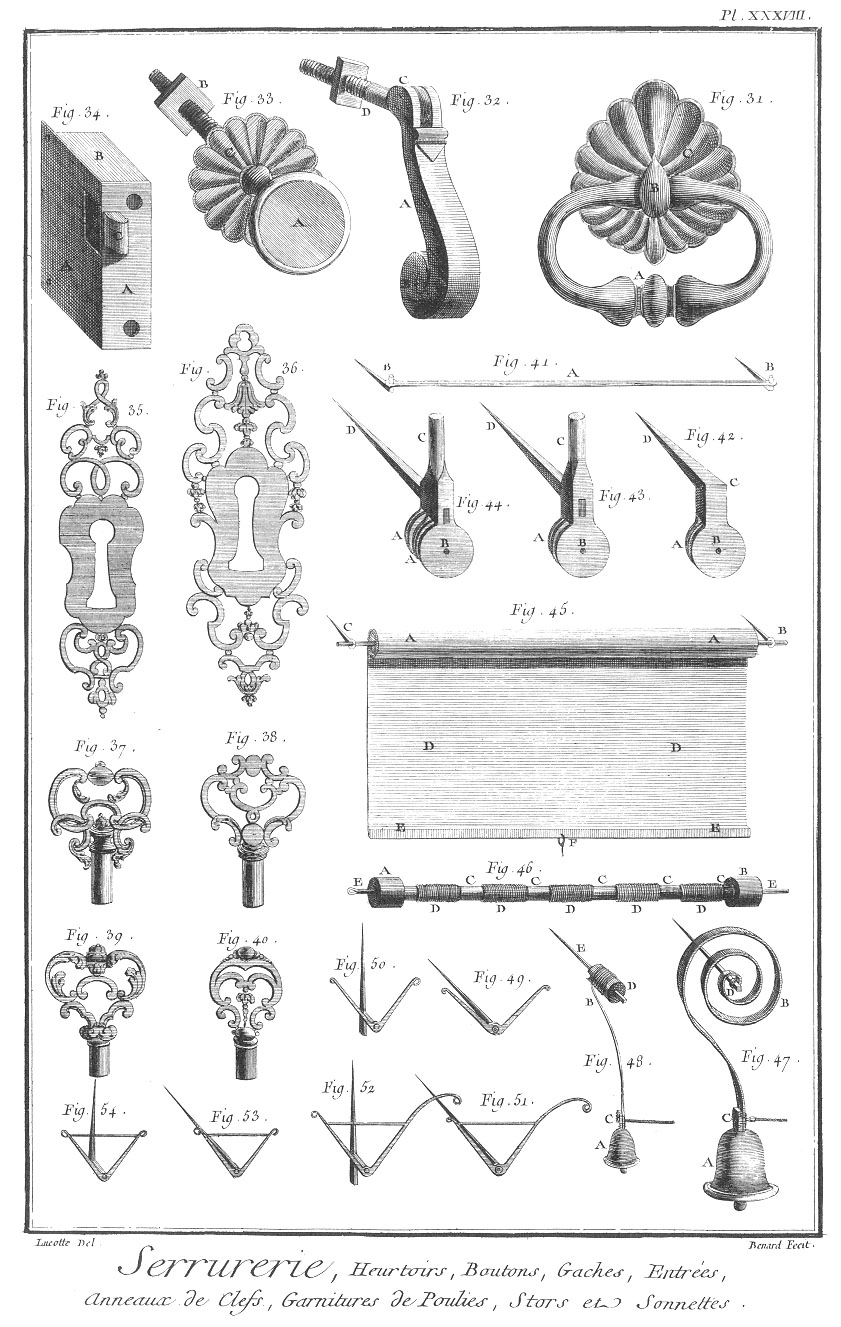 Pl. XXXVIII.
Fig. 34.
B
C
A
A
B
Fig. 33.
C
A
C
D
Fig. 32.
A
Fig. 31.
C
B
A
Fig. 35.
Fig. 36.
B
Fig. 41.
A
B
D
C
Fig. 44.
A
B
A
D
C
Fig. 43.
A
B
D
Fig. 42.
C
A
B
Fig. 45.
C
A
A
B
D
D
E
E
F
Fig. 37.
Fig. 38.
Fig. 46.
E
A
C
C
C
C
C
B
E
D
D
D
D
D
Fig. 39.
Fig. 40.
Fig. 50.
Fig. 49.
E
D
B
Fig. 48.
C
A
D
B
Fig. 47.
C
A
Fig. 54.
Fig. 53.
Fig. 52
Fig. 51.
Lucotte Del.
Benard Fecit.
Serrurerie, Heurtoirs, Boutons, Gaches, Entrées,
Anneaux de Clefs, Garnitures de Poulies, Stors et Sonnettes.